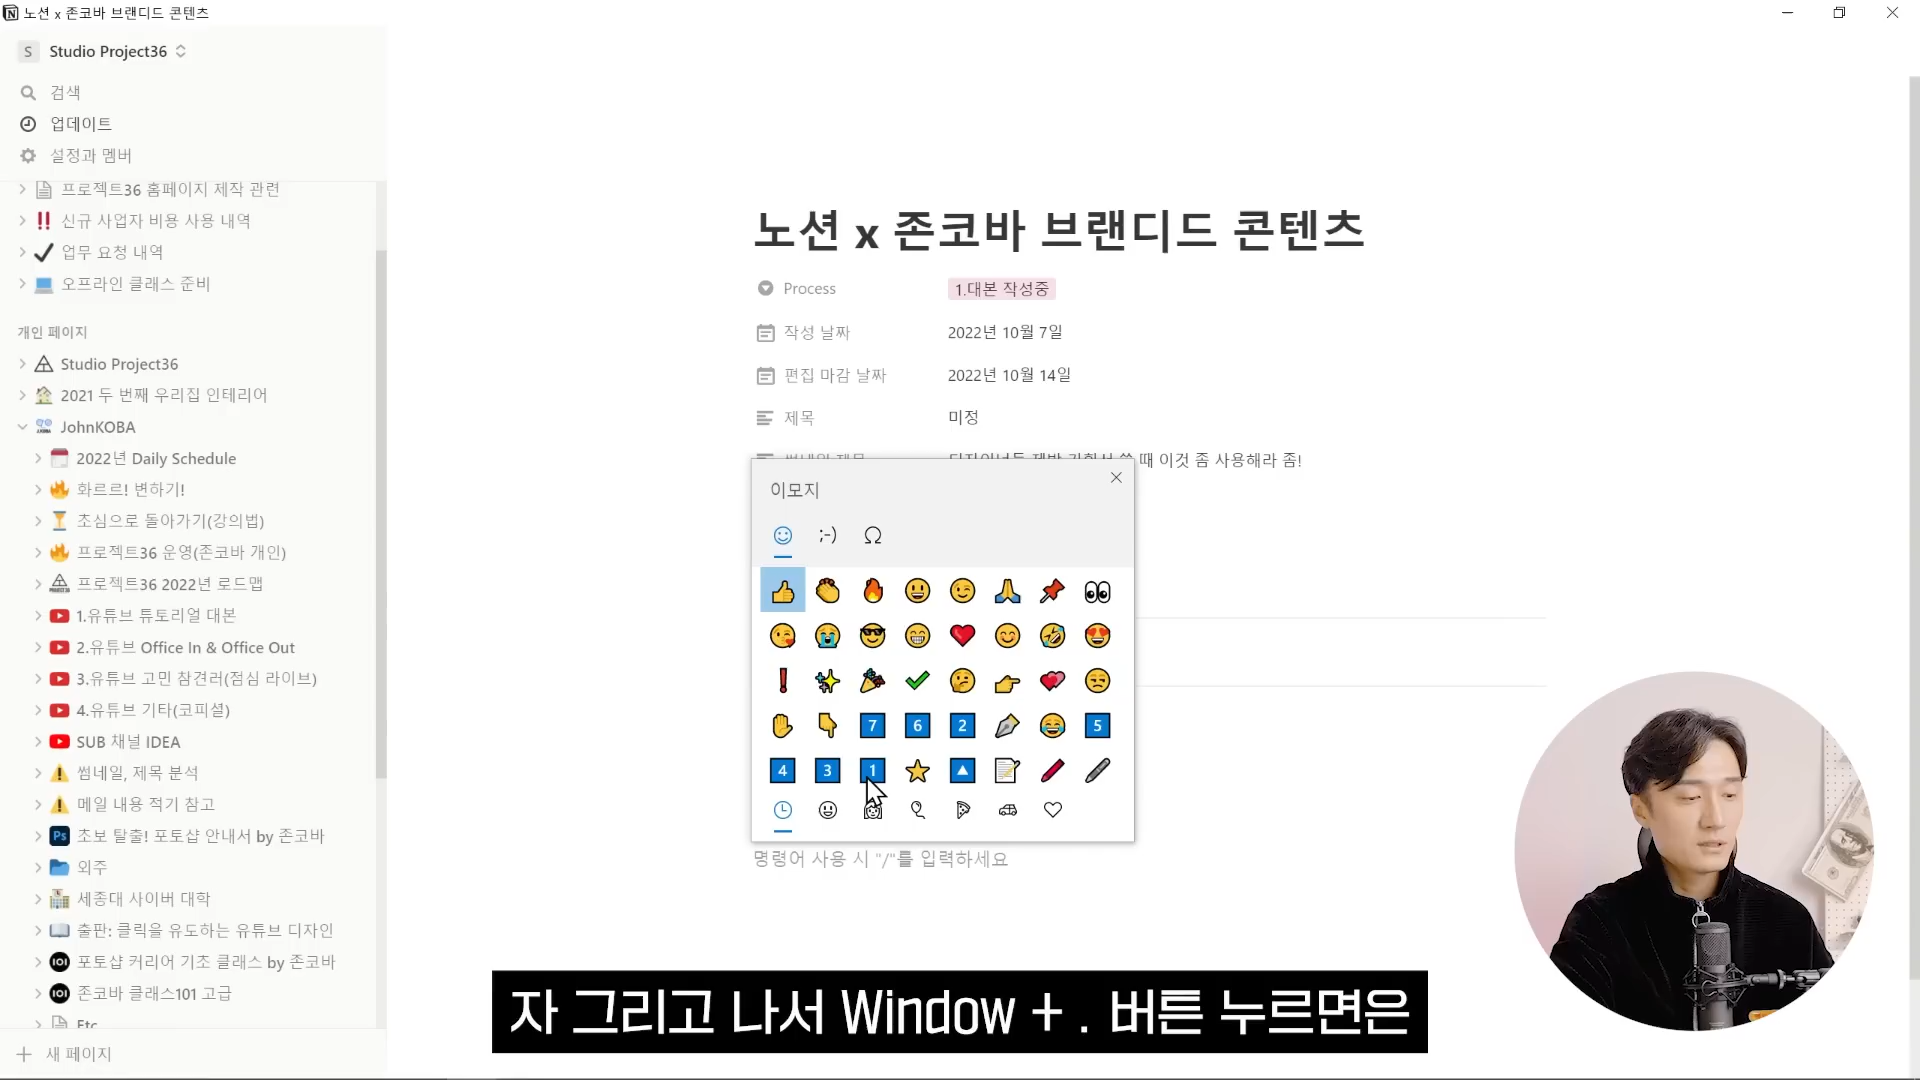 노션 x 존코바 브랜디드 콘텐츠
S Studio Project36
검색
업데이트
설정과 멤버
프로젝트36 홈페이지 제작 관련
신규 사업자 비용 사용 내역
업무 요청 내역
오프라인 클래스 준비
개인 페이지
Studio Project36
2021 두 번째 우리집 인테리어
JohnKOBA
2022년 Daily Schedule
화르르! 변하기!
초심으로 돌아가기(강의법)
프로젝트36 운영(존코바 개인)
프로젝트36 2022년 로드맵
1.유튜브 튜토리얼 대본
2.유튜브 Office In & Office Out
3.유튜브 고민 참견러(점심 라이브)
4.유튜브 기타(코피셜)
SUB 채널 IDEA
썸네일, 제목 분석
메일 내용 적기 참고
Ps 초보 탈출! 포토샵 안내서 by 존코바
외주
세종대 사이버 대학
출판: 클릭을 유도하는 유튜브 디자인
101 포토샵 커리어 기초 클래스 by 존코바
101 존코바 클래스101 고급
Etc
새 페이지
노션 x 존코바 브랜디드 콘텐츠
Process 1.대본 작성중
작성 날짜 2022년 10월 7일
편집 마감 날짜 2022년 10월 14일
제목 미정
썸네일 제목 때 이것 좀 사용해라 좀!
이모지
;-) Ω
7 6 2 5
4 3 1
명령어 사용 시 "/"를 입력하세요
자 그리고 나서 Window + . 버튼 누르면은